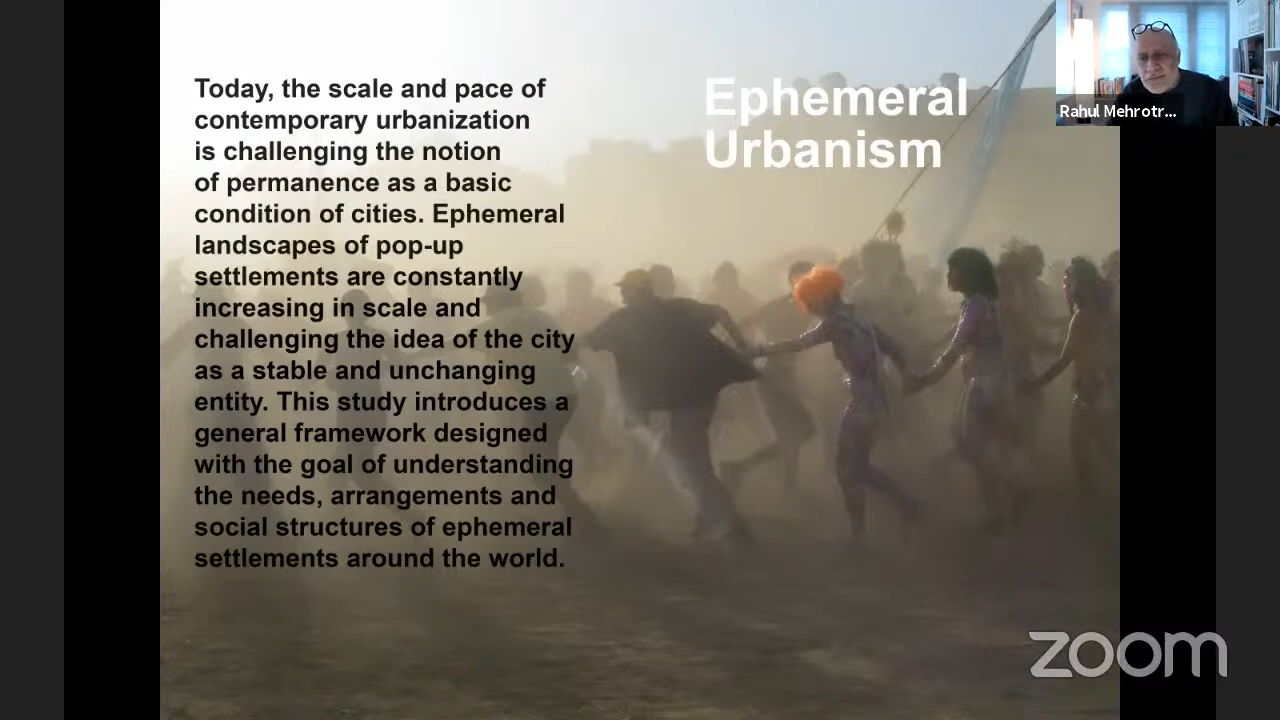 Today, the scale and pace of
contemporary urbanization
is challenging the notion
of permanence as a basic
condition of cities. Ephemeral
landscapes of pop-up
settlements are constantly
increasing in scale and
challenging the idea of the city
as a stable and unchanging
entity. This study introduces a
general framework designed
with the goal of understanding
the needs, arrangements and
social structures of ephemeral
settlements around the world.
Ephemeral
Urbanism
Rahul Mehrotr...
zoom